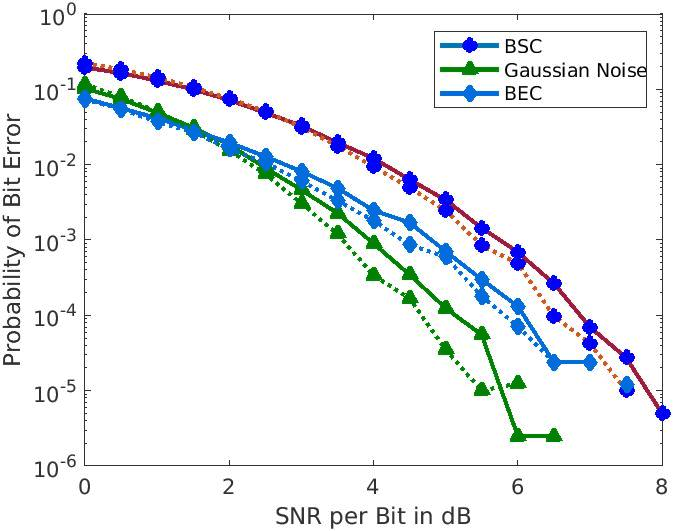 10^0
10^-1
10^-2
10^-3
10^-4
10^-5
10^-6
Probability of Bit Error
BSC
Gaussian Noise
BEC
0 2 4 6 8
SNR per Bit in dB